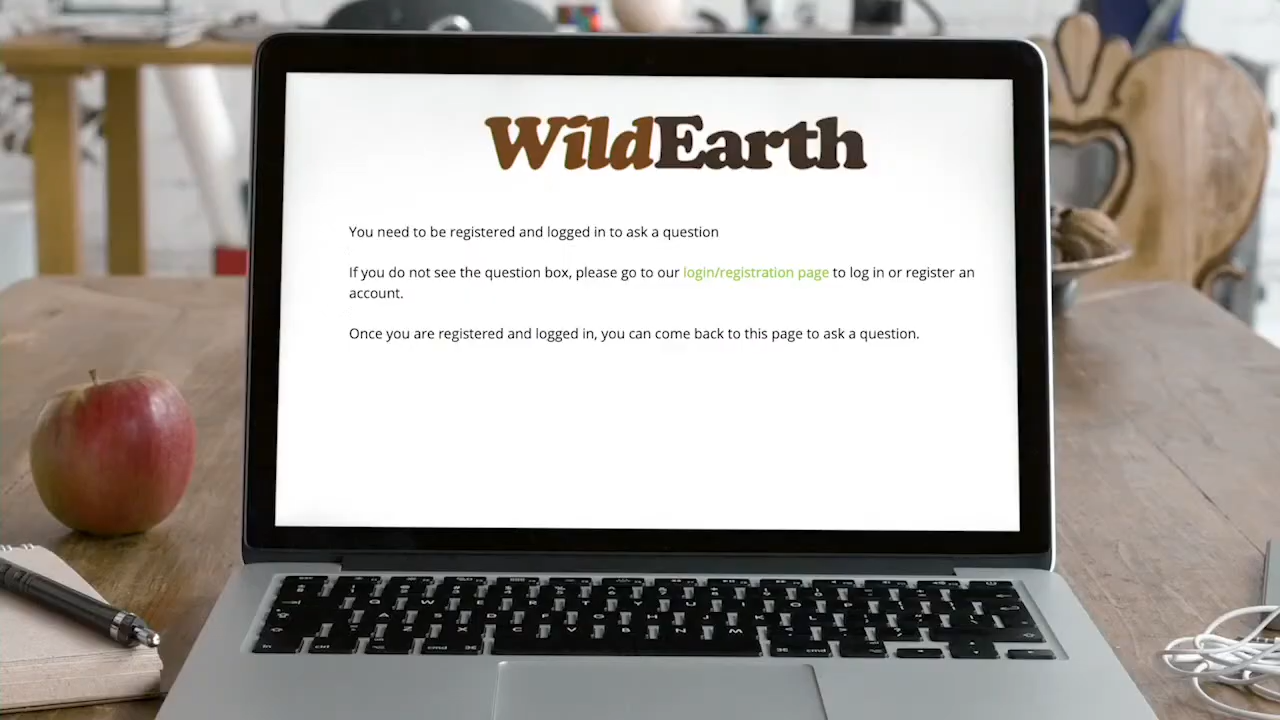 WildEarth
You need to be registered and logged in to ask a question
If you do not see the question box, please go to our login/registration page to log in or register an
account.
Once you are registered and logged in, you can come back to this page to ask a question.